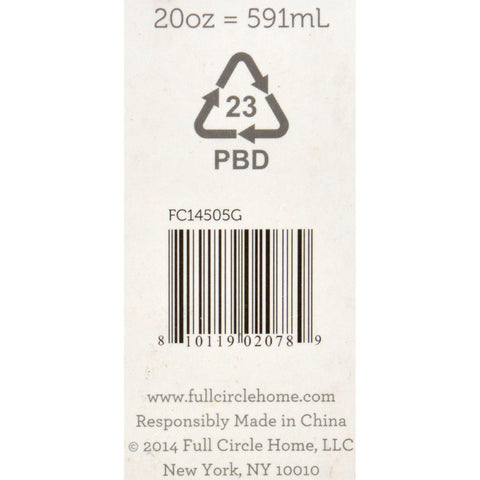 20oz = 591mL
23
PBD
FC14505G
8 10119 02078 9
www.fullcirclehome.com
Responsibly Made in China
© 2014 Full Circle Home, LLC
New York, NY 10010